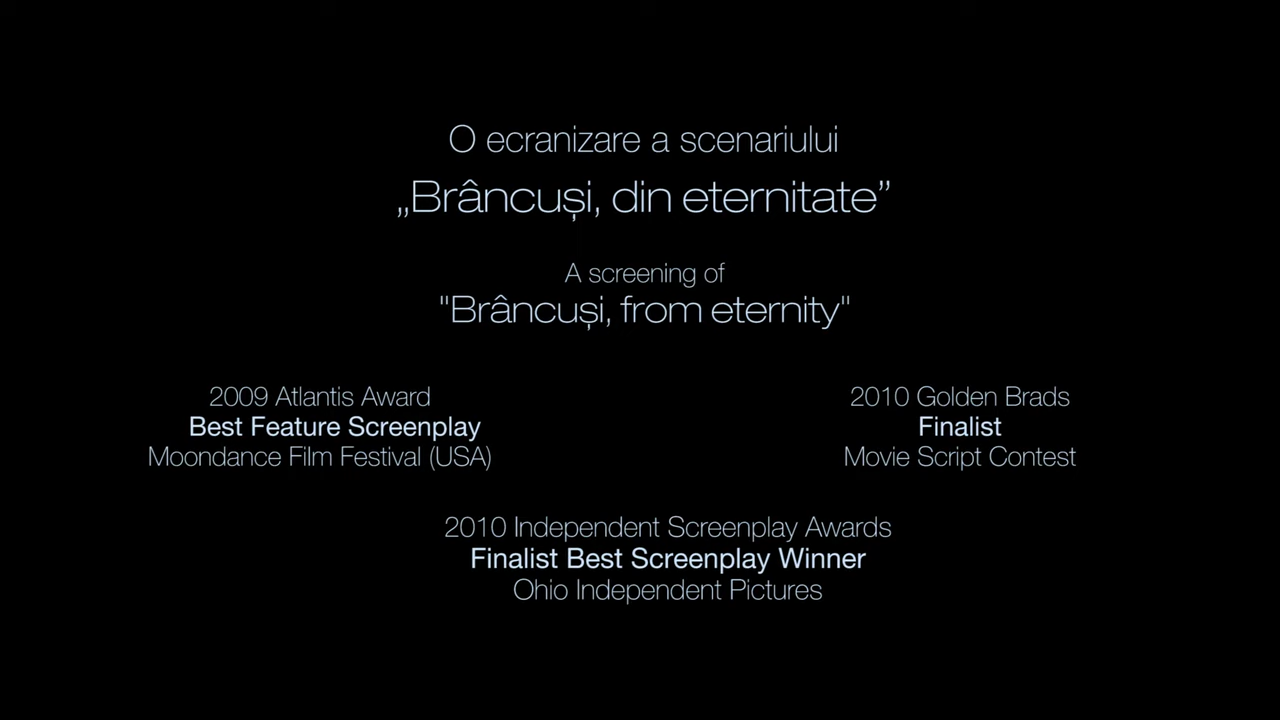 O ecranizare a scenariului
„Brâncuși, din eternitate”
A screening of
"Brâncuși, from eternity"
2009 Atlantis Award
Best Feature Screenplay
Moondance Film Festival (USA)
2010 Golden Brads
Finalist
Movie Script Contest
2010 Independent Screenplay Awards
Finalist Best Screenplay Winner
Ohio Independent Pictures